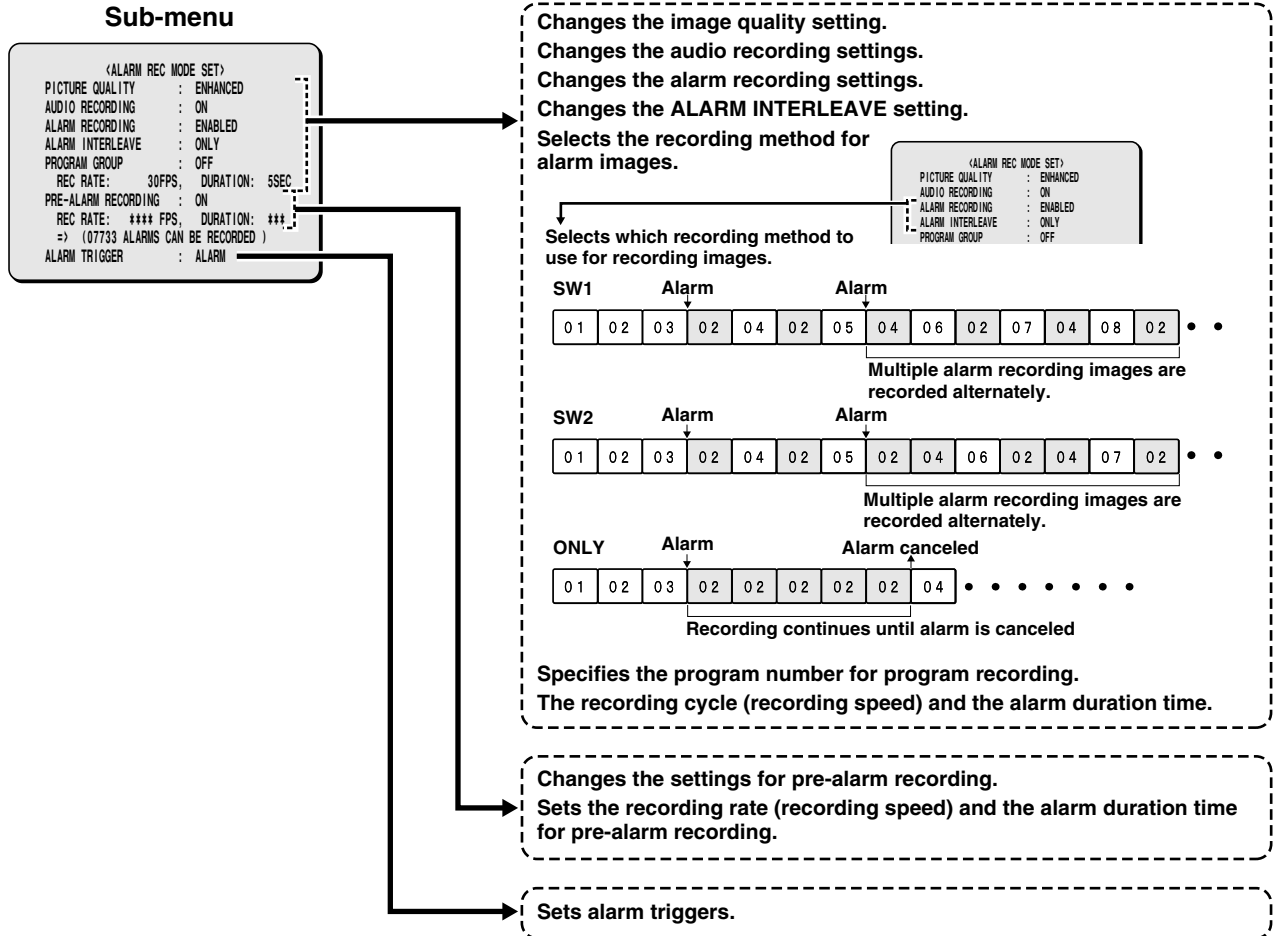 Sub-menu
<ALARM REC MODE SET>
PICTURE QUALITY : ENHANCED
AUDIO RECORDING : ON
ALARM RECORDING : ENABLED
ALARM INTERLEAVE : ONLY
PROGRAM GROUP : OFF
REC RATE: 30FPS, DURATION: 5SEC
PRE-ALARM RECORDING : ON
REC RATE: **** FPS, DURATION: ***
=> (07733 ALARMS CAN BE RECORDED )
ALARM TRIGGER : ALARM
Changes the image quality setting.
Changes the audio recording settings.
Changes the alarm recording settings.
Changes the ALARM INTERLEAVE setting.
Selects the recording method for
alarm images.
<ALARM REC MODE SET>
PICTURE QUALITY : ENHANCED
AUDIO RECORDING : ON
ALARM RECORDING : ENABLED
ALARM INTERLEAVE : ONLY
PROGRAM GROUP : OFF
Selects which recording method to
use for recording images.
SW1 Alarm Alarm
01 02 03 02 04 02 05 04 06 02 07 04 08 02 • •
Multiple alarm recording images are
recorded alternately.
SW2 Alarm Alarm
01 02 03 02 04 02 05 02 04 06 02 04 07 02 • •
Multiple alarm recording images are
recorded alternately.
ONLY Alarm Alarm canceled
01 02 03 02 02 02 02 02 04 • • • • • • • •
Recording continues until alarm is canceled
Specifies the program number for program recording.
The recording cycle (recording speed) and the alarm duration time.
Changes the settings for pre-alarm recording.
Sets the recording rate (recording speed) and the alarm duration time
for pre-alarm recording.
Sets alarm triggers.